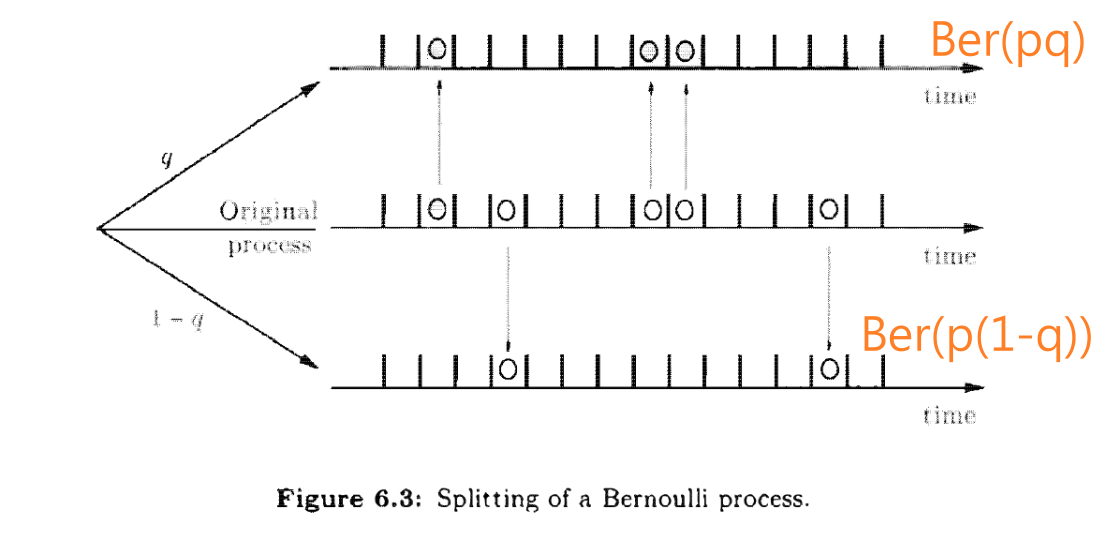 Ber(pq)
time
q
Original
process
time
1 - q
Ber(p(1-q))
time
Figure 6.3: Splitting of a Bernoulli process.